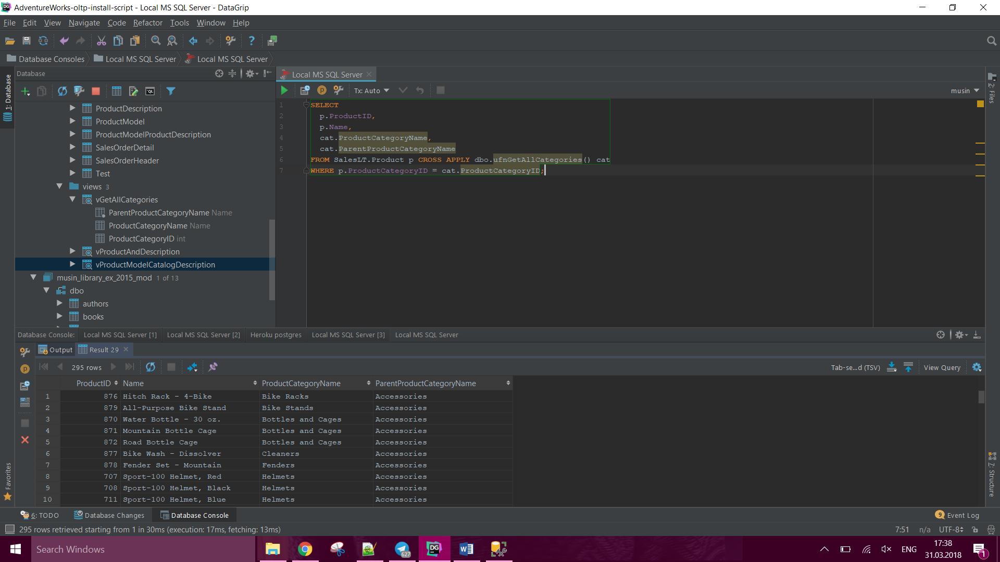 AdventureWorks-oltp-install-script - Local MS SQL Server - DataGrip
File Edit View Navigate Code Refactor Tools Window Help
Database Consoles Local MS SQL Server Local MS SQL Server
Database
1: Database
ProductDescription
ProductModel
ProductModelProductDescription
SalesOrderDetail
SalesOrderHeader
Test
views 3
vGetAllCategories
ParentProductCategoryName Name
ProductCategoryName Name
ProductCategoryID int
vProductAndDescription
vProductModelCatalogDescription
musin_library_ex_2015_mod 1 of 13
dbo
authors
books
Local MS SQL Server
Tx: Auto
musin
2: Files
1 SELECT
2 p.ProductID,
3 p.Name,
4 cat.ProductCategoryName,
5 cat.ParentProductCategoryName
6 FROM SalesLT.Product p CROSS APPLY dbo.ufnGetAllCategories() cat
7 WHERE p.ProductCategoryID = cat.ProductCategoryID;
Database Console: Local MS SQL Server [1] Local MS SQL Server [2] Heroku postgres Local MS SQL Server [3] Local MS SQL Server
Output Result 29
295 rows
Tab-se...d (TSV) View Query
ProductID Name ProductCategoryName ParentProductCategoryName
1 876 Hitch Rack - 4-Bike Bike Racks Accessories
2 879 All-Purpose Bike Stand Bike Stands Accessories
3 870 Water Bottle - 30 oz. Bottles and Cages Accessories
4 871 Mountain Bottle Cage Bottles and Cages Accessories
5 872 Road Bottle Cage Bottles and Cages Accessories
6 877 Bike Wash - Dissolver Cleaners Accessories
7 878 Fender Set - Mountain Fenders Accessories
8 707 Sport-100 Helmet, Red Helmets Accessories
9 708 Sport-100 Helmet, Black Helmets Accessories
10 711 Sport-100 Helmet, Blue Helmets Accessories
Favorites
7: Structure
6: TODO Database Changes Database Console
9 Event Log
295 rows retrieved starting from 1 in 30ms (execution: 17ms, fetching: 13ms)
7:51 n/a UTF-8
Search Windows
627
DG
ENG
17:38
31.03.2018
1